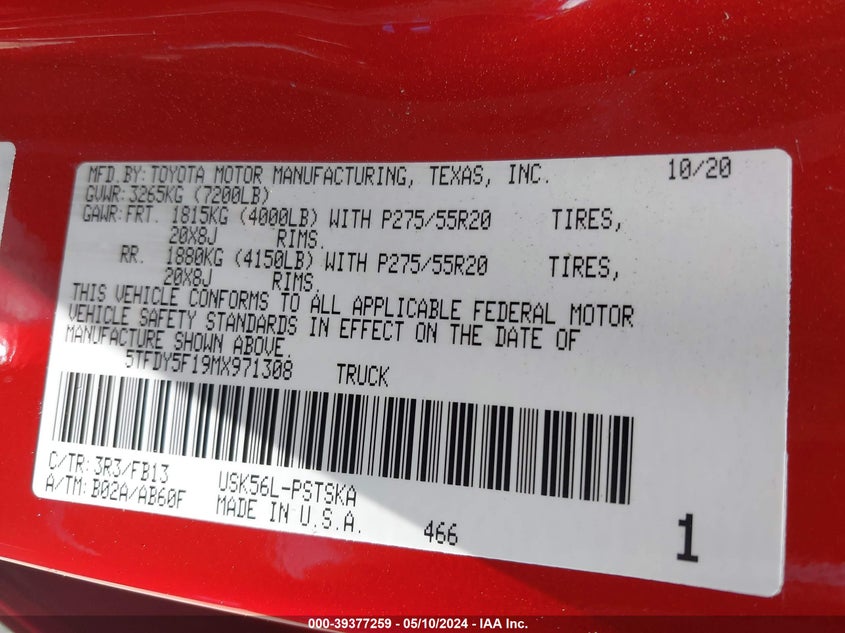 MFD.BY:TOYOTA MOTOR MANUFACTURING, TEXAS, INC. 10/20
GVWR:3265KG (7200LB)
GAWR:FRT. 1815KG (4000LB) WITH P275/55R20 TIRES,
20X8J RIMS.
RR. 1880KG (4150LB) WITH P275/55R20 TIRES,
20X8J RIMS.
THIS VEHICLE CONFORMS TO ALL APPLICABLE FEDERAL MOTOR
VEHICLE SAFETY STANDARDS IN EFFECT ON THE DATE OF
MANUFACTURE SHOWN ABOVE.
5TFDY5F19MX971308 TRUCK
C/TR:3R3/FB13 USK56L-PSTSKA
A/TM:B02A/AB60F MADE IN U.S.A. 466 1
000-39377259 - 05/10/2024 - IAA Inc.